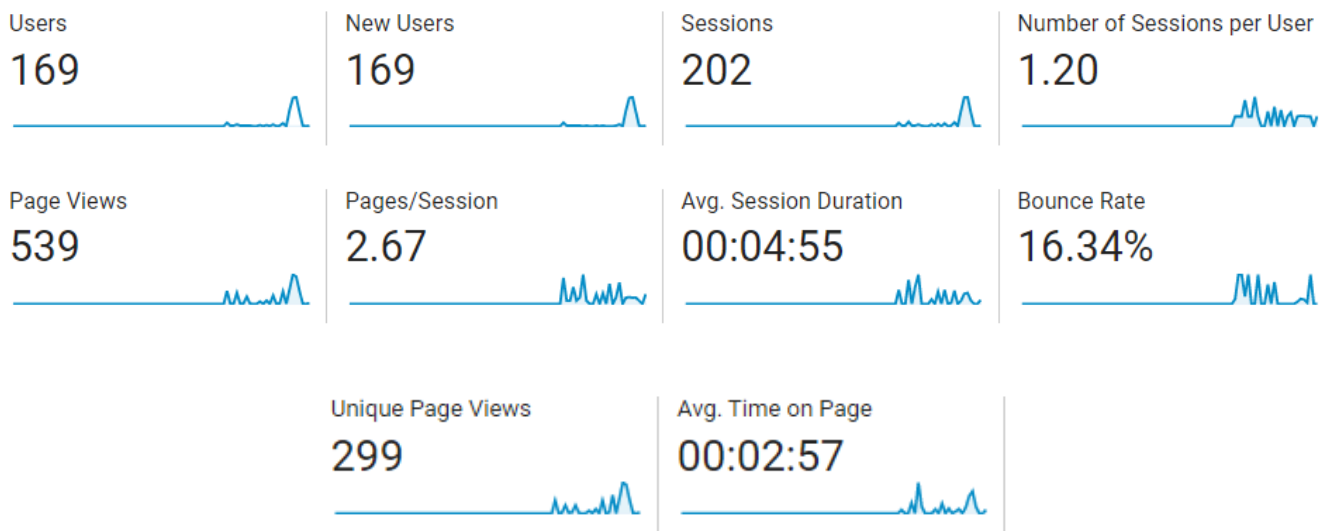 Users
New Users
Sessions
Number of Sessions per User
169
169
202
1.20
Page Views
Pages/Session
Avg. Session Duration
Bounce Rate
539
2.67
00:04:55
16.34%
Unique Page Views
Avg. Time on Page
299
00:02:57